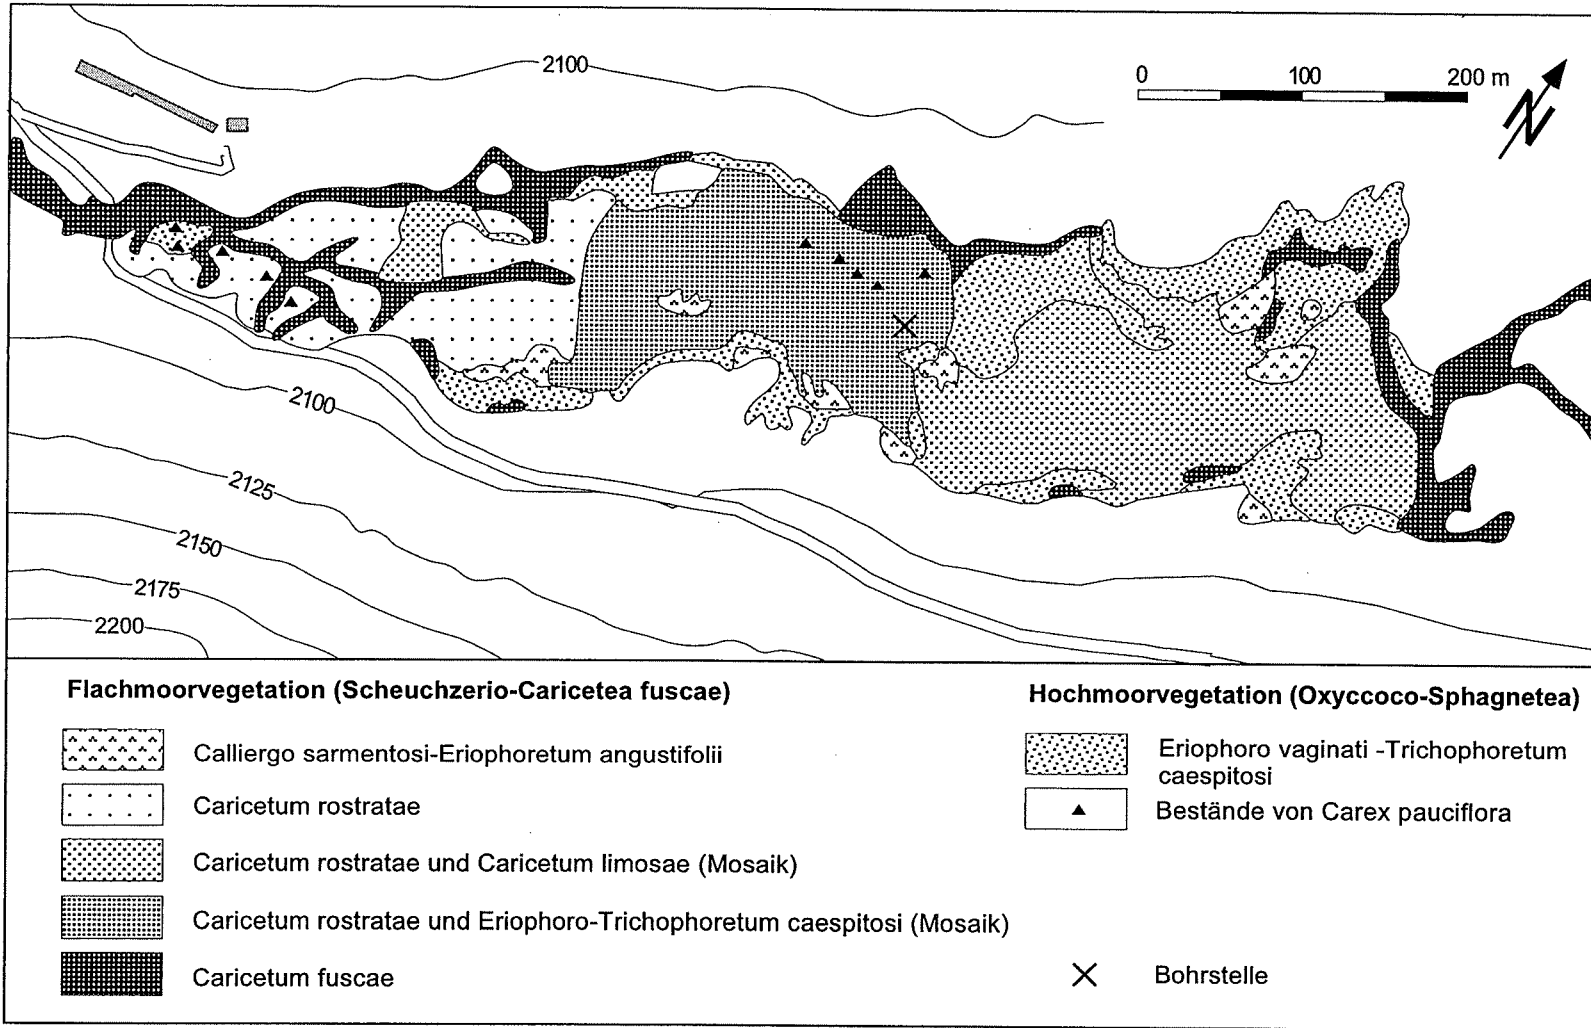 2100
0 100 200 m
N
2100
2125
2150
2175
2200
Flachmoorvegetation (Scheuchzerio-Caricetea fuscae)
Calliergo sarmentosi-Eriophoretum angustifolii
Caricetum rostratae
Caricetum rostratae und Caricetum limosae (Mosaik)
Caricetum rostratae und Eriophoro-Trichophoretum caespitosi (Mosaik)
Caricetum fuscae
Hochmoorvegetation (Oxyccoco-Sphagnetea)
Eriophoro vaginati -Trichophoretum
caespitosi
Bestände von Carex pauciflora
Bohrstelle